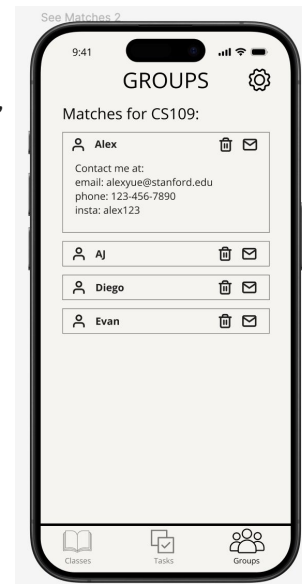 See Matches 2
9:41
GROUPS
Matches for CS109:
Alex
Contact me at:
email: alexyue@stanford.edu
phone: 123-456-7890
insta: alex123
AJ
Diego
Evan
Classes Tasks Groups